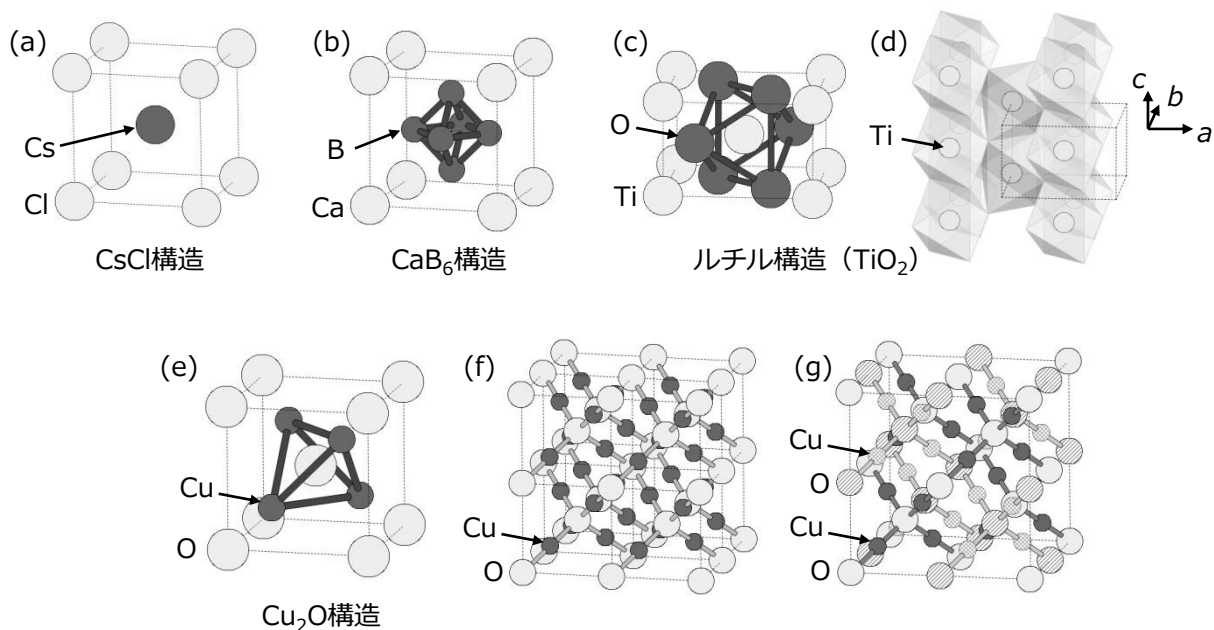 (a)
Cs
Cl
CsCl構造
(b)
B
Ca
CaB₆構造
(c)
O
Ti
ルチル構造（TiO₂）
(d)
Ti
c
b
a
(e)
Cu
O
Cu₂O構造
(f)
Cu
O
(g)
Cu
O
Cu
O